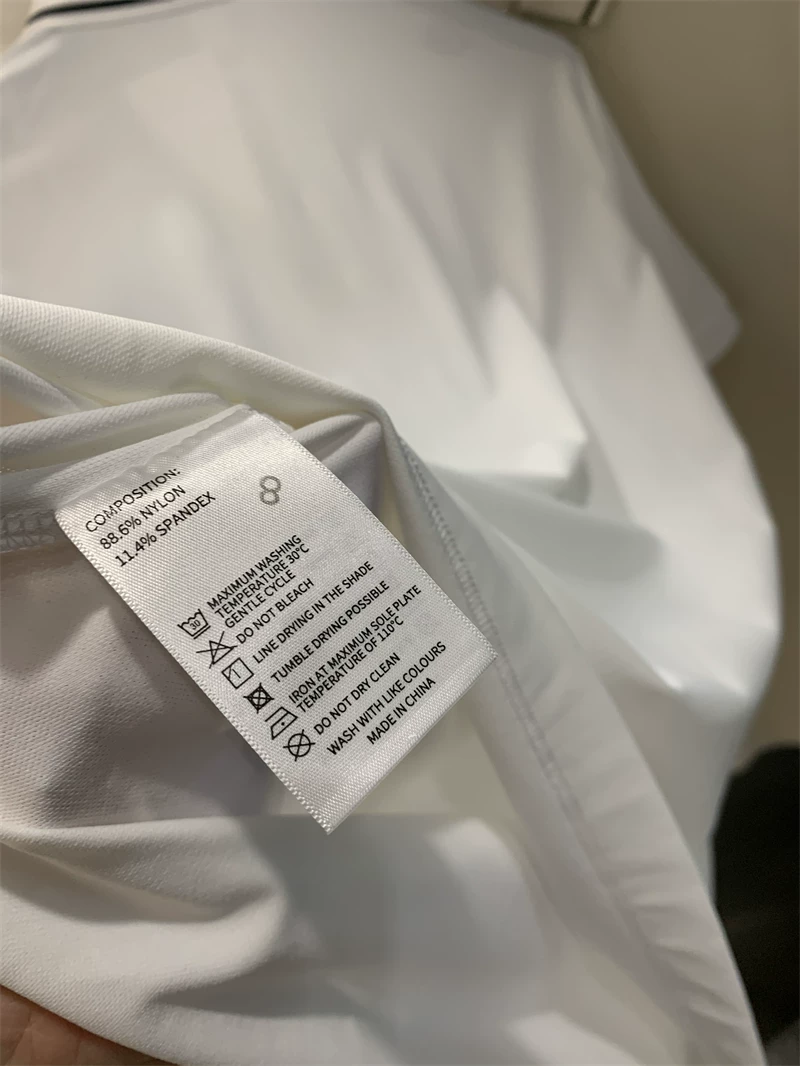 COMPOSITION:
88.6% NYLON
11.4% SPANDEX
8
30
MAXIMUM WASHING
TEMPERATURE 30°C
GENTLE CYCLE
DO NOT BLEACH
LINE DRYING IN THE SHADE
TUMBLE DRYING POSSIBLE
IRON AT MAXIMUM SOLE PLATE
TEMPERATURE OF 110°C
DO NOT DRY CLEAN
WASH WITH LIKE COLOURS
MADE IN CHINA